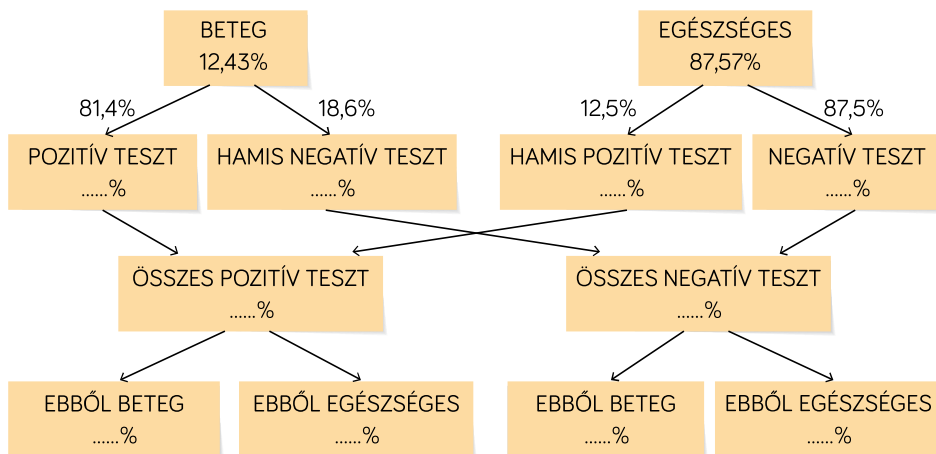 BETEG
12,43%
EGÉSZSÉGES
87,57%
81,4%
18,6%
12,5%
87,5%
POZITÍV TESZT
......%
HAMIS NEGATÍV TESZT
......%
HAMIS POZITÍV TESZT
......%
NEGATÍV TESZT
......%
ÖSSZES POZITÍV TESZT
......%
ÖSSZES NEGATÍV TESZT
......%
EBBŐL BETEG
......%
EBBŐL EGÉSZSÉGES
......%
EBBŐL BETEG
......%
EBBŐL EGÉSZSÉGES
......%